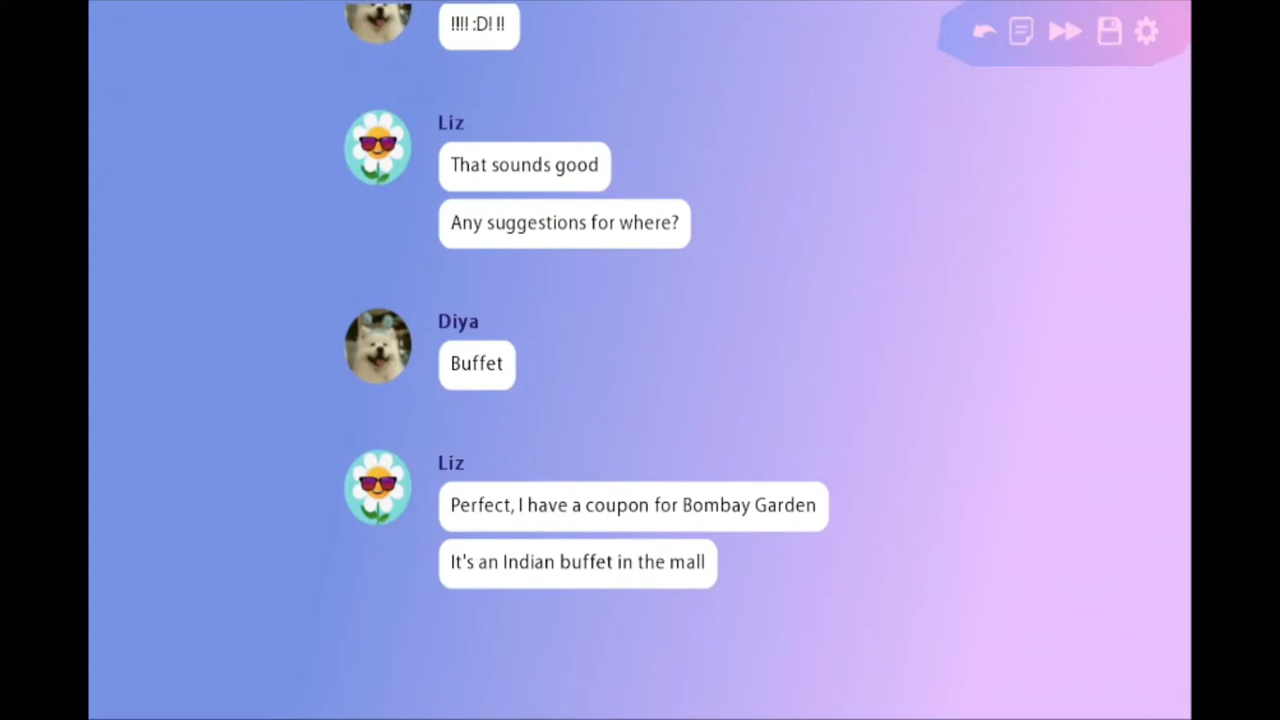 !!!! :D! !!
Liz
That sounds good
Any suggestions for where?
Diya
Buffet
Liz
Perfect, I have a coupon for Bombay Garden
It's an Indian buffet in the mall